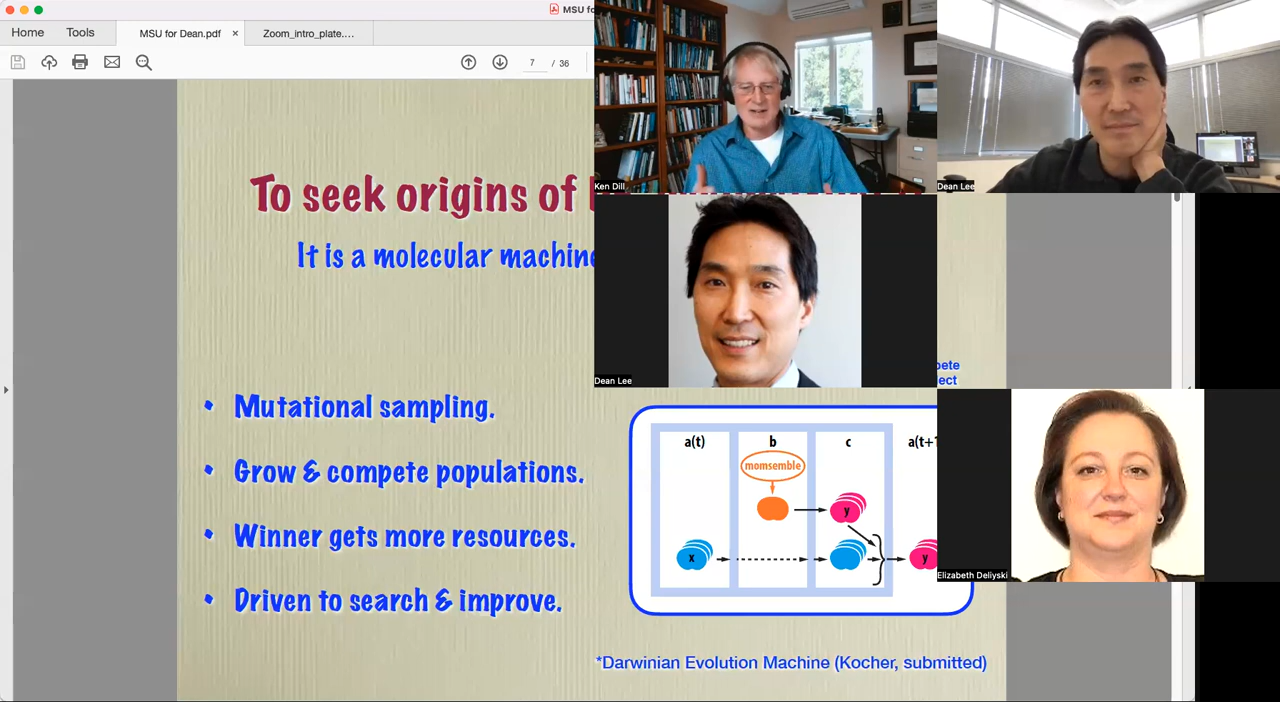 MSU fo
Home Tools MSU for Dean.pdf × Zoom_intro_plate....
7 / 36
Ken Dill
Dean Lee
To seek origins of
It is a molecular machine
Dean Lee
pete
ect
• Mutational sampling.
• Grow & compete populations.
• Winner gets more resources.
• Driven to search & improve.
a(t) b c a(t+1
momsemble
y
x
y
Elizabeth Deliyski
*Darwinian Evolution Machine (Kocher, submitted)